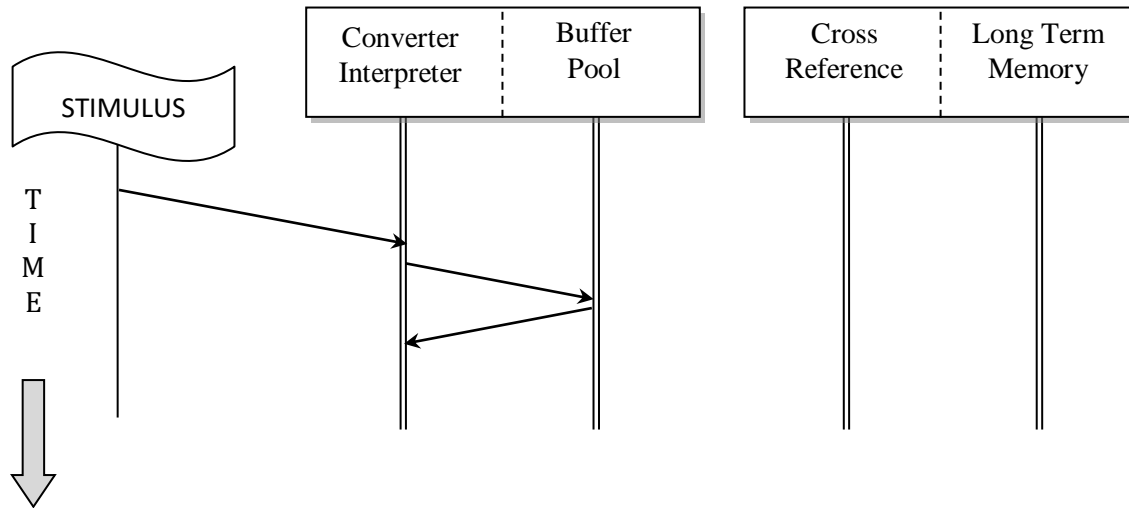 STIMULUS
Converter
Interpreter
Buffer
Pool
Cross
Reference
Long Term
Memory
T
I
M
E